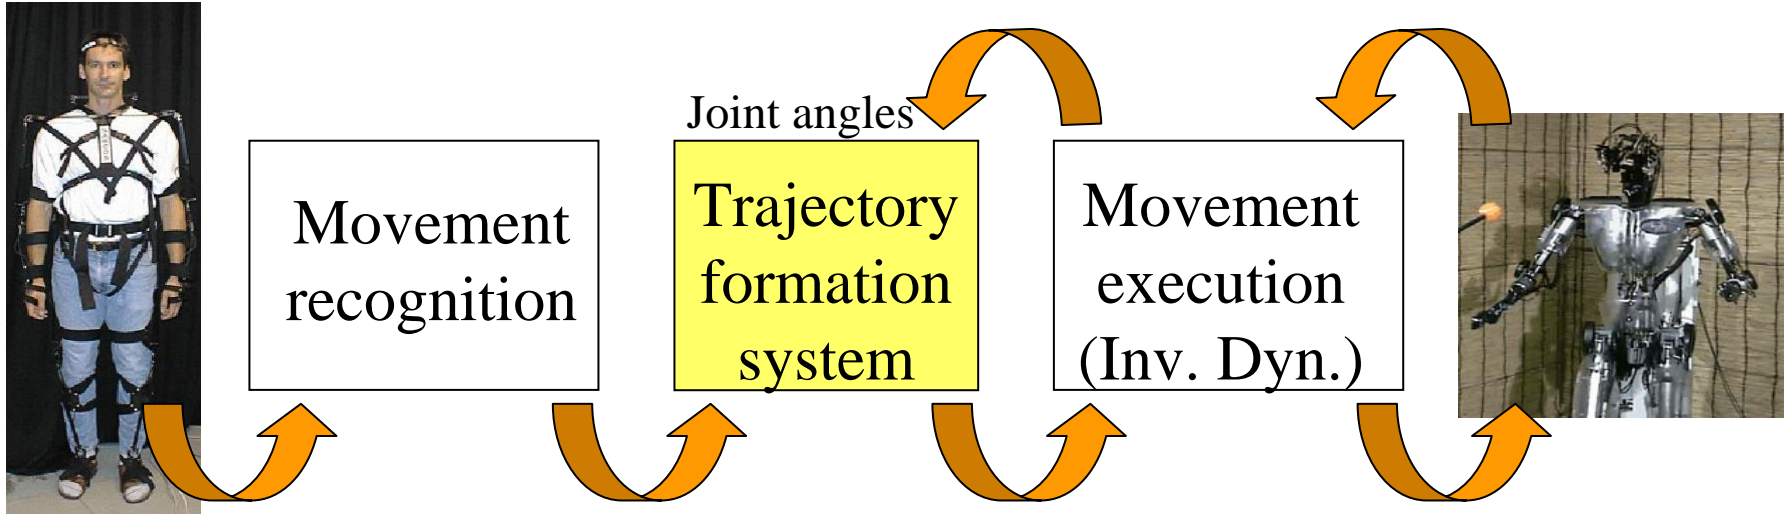 Joint angles
Movement
recognition
Trajectory
formation
system
Movement
execution
(Inv. Dyn.)